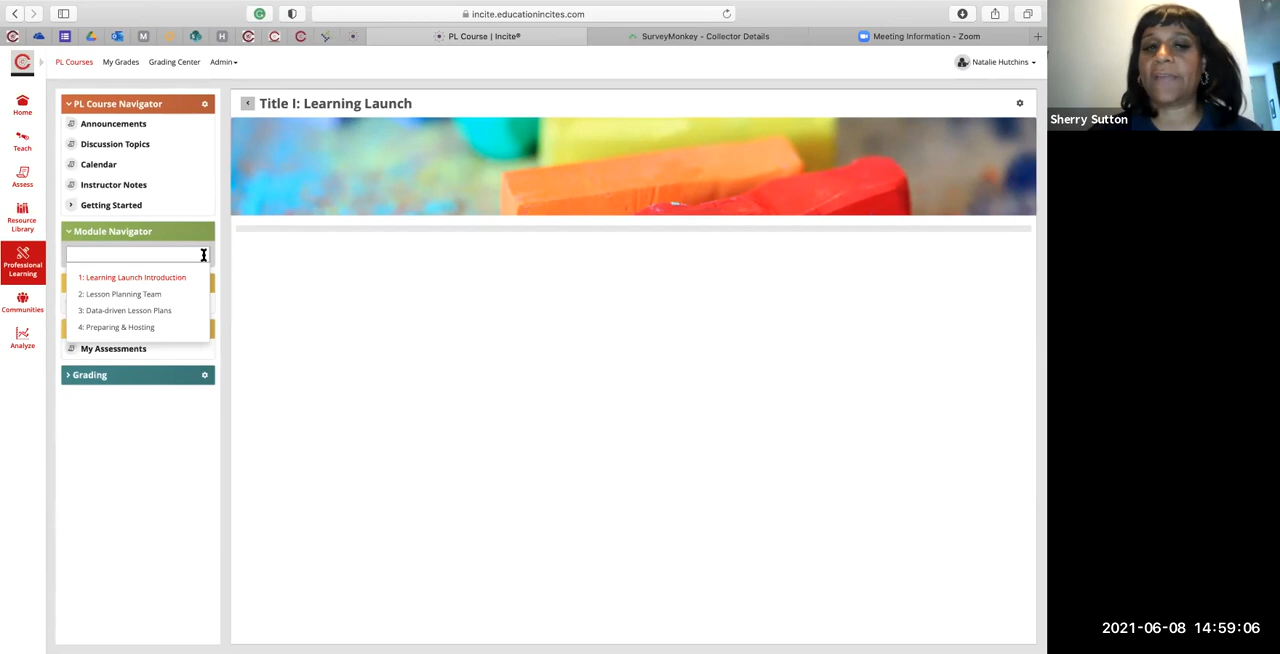 incite.educationincites.com
PL Course | Incite®
SurveyMonkey - Collector Details
Meeting Information - Zoom
PL Courses
My Grades
Grading Center
Admin
Natalie Hutchins
Home
Teach
Assess
Resource
Library
Professional
Learning
Communities
Analyze
PL Course Navigator
Announcements
Discussion Topics
Calendar
Instructor Notes
Getting Started
Module Navigator
1: Learning Launch Introduction
2: Lesson Planning Team
3: Data-driven Lesson Plans
4: Preparing & Hosting
My Assessments
Grading
Title I: Learning Launch
Sherry Sutton
2021-06-08 14:59:06